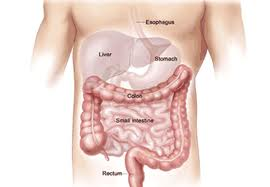 Esophagus
Liver
Stomach
Colon
Small Intestine
Rectum